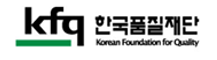 kfq 한국품질재단
Korean Foundation for Quality